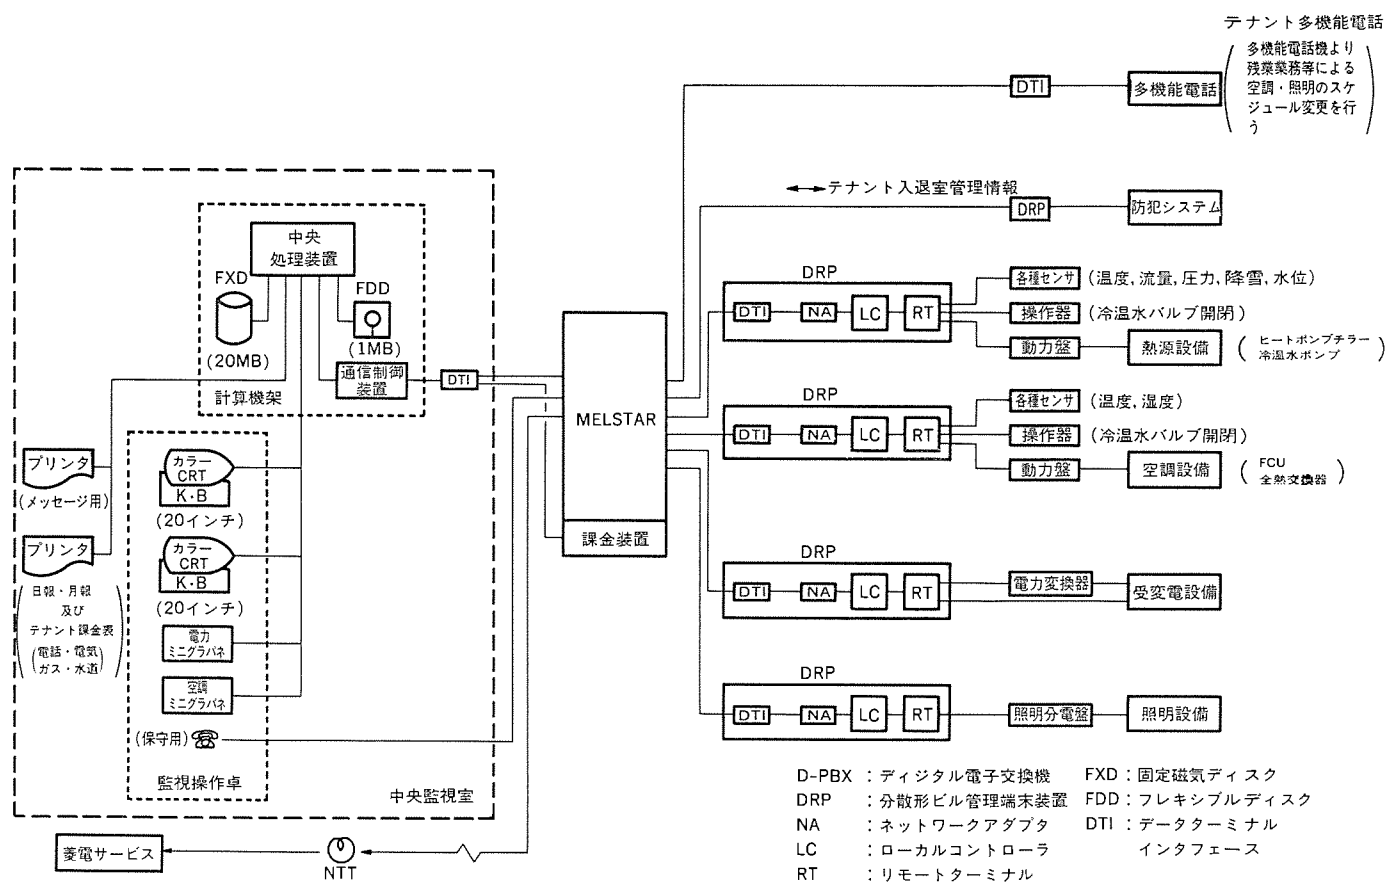 テナント多機能電話
多機能電話機より
残業業務等による
空調・照明のスケ
ジュール変更を行
う
DTI
多機能電話
テナント入退室管理情報
DRP
防犯システム
中央
処理装置
FXD
(20MB)
FDD
(1MB)
通信制御
装置
計算機架
DTI
プリンタ
(メッセージ用)
プリンタ
日報・月報
及び
テナント課金表
(電話・電気
ガス・水道)
カラー
CRT
K・B
(20インチ)
カラー
CRT
K・B
(20インチ)
電力
ミニグラパネ
空調
ミニグラパネ
(保守用)
監視操作卓
中央監視室
菱電サービス
NTT
MELSTAR
課金装置
DRP
DTI
NA
LC
RT
各種センサ
(温度, 流量, 圧力, 降雪, 水位)
操作器
(冷温水バルブ開閉)
動力盤
熱源設備
(ヒートポンプチラー
冷温水ポンプ)
DRP
DTI
NA
LC
RT
各種センサ
(温度, 湿度)
操作器
(冷温水バルブ開閉)
動力盤
空調設備
(FCU
全熱交換器)
DRP
DTI
NA
LC
RT
電力変換器
受変電設備
DRP
DTI
NA
LC
RT
照明分電盤
照明設備
D-PBX : ディジタル電子交換機
DRP : 分散形ビル管理端末装置
NA : ネットワークアダプタ
LC : ローカルコントローラ
RT : リモートターミナル
FXD : 固定磁気ディスク
FDD : フレキシブルディスク
DTI : データターミナル
インタフェース